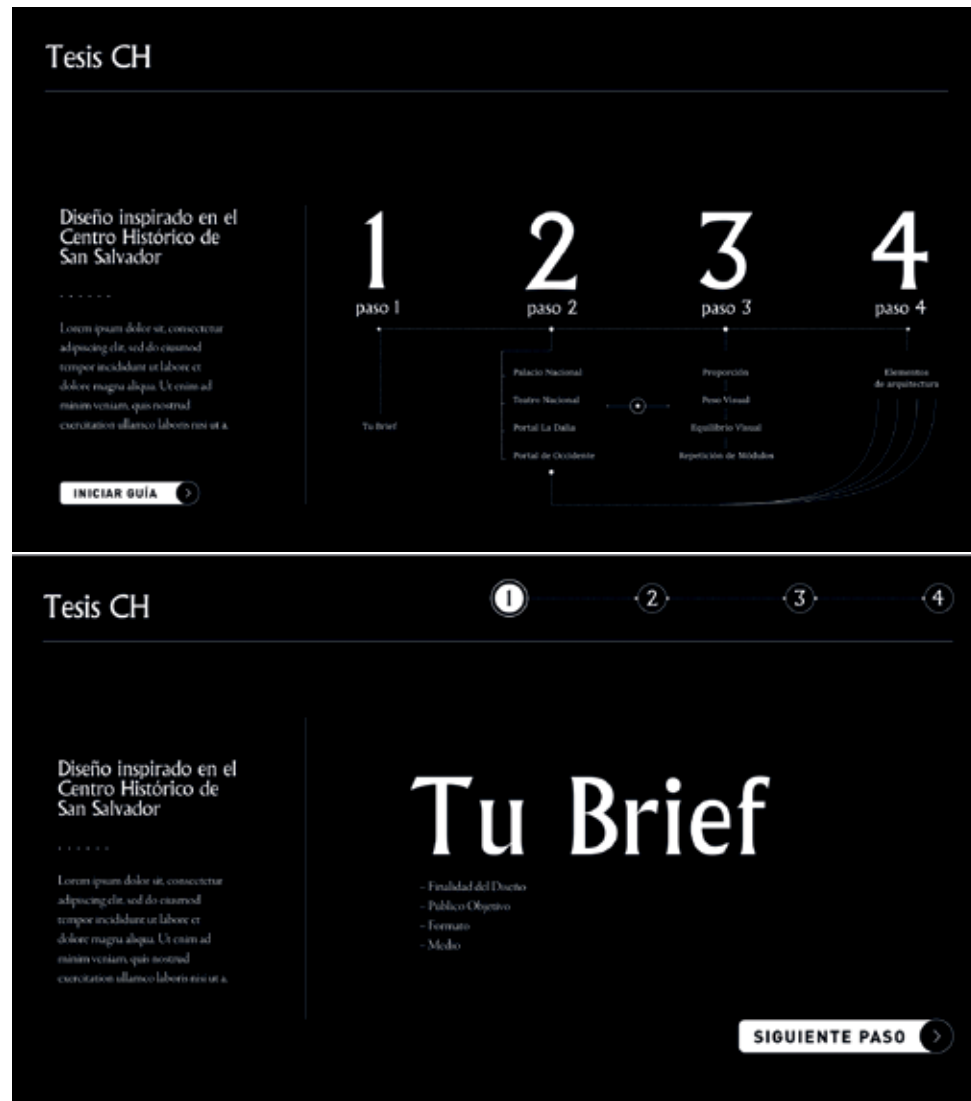 Tesis CH
Diseño inspirado en el
Centro Histórico de
San Salvador
Lorem ipsum dolor sit, consectetur
adipiscing elit, sed do eiusmod
tempor incididunt ut labore et
dolore magna aliqua. Ut enim ad
minim veniam, quis nostrud
exercitation ullamco laboris nisi ut a.
INICIAR GUÍA
1
paso 1
Tu Brief
2
paso 2
Palacio Nacional
Teatro Nacional
Portal La Dalia
Portal de Occidente
3
paso 3
Proporción
Peso Visual
Equilibrio Visual
Repetición de Módulos
4
paso 4
Elementos
de arquitectura
Tesis CH
1 2 3 4
Diseño inspirado en el
Centro Histórico de
San Salvador
Lorem ipsum dolor sit, consectetur
adipiscing elit, sed do eiusmod
tempor incididunt ut labore et
dolore magna aliqua. Ut enim ad
minim veniam, quis nostrud
exercitation ullamco laboris nisi ut a.
Tu Brief
– Finalidad del Diseño
– Público Objetivo
– Formato
– Medio
SIGUIENTE PASO